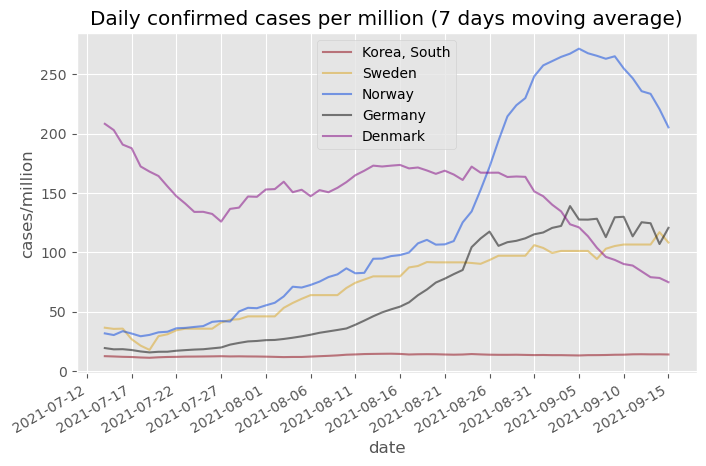 Daily confirmed cases per million (7 days moving average)
Korea, South
Sweden
Norway
Germany
Denmark
cases/million
250
200
150
100
50
0
2021-07-12
2021-07-17
2021-07-22
2021-07-27
2021-08-01
2021-08-06
2021-08-11
2021-08-16
2021-08-21
2021-08-26
2021-08-31
2021-09-05
2021-09-10
2021-09-15
date